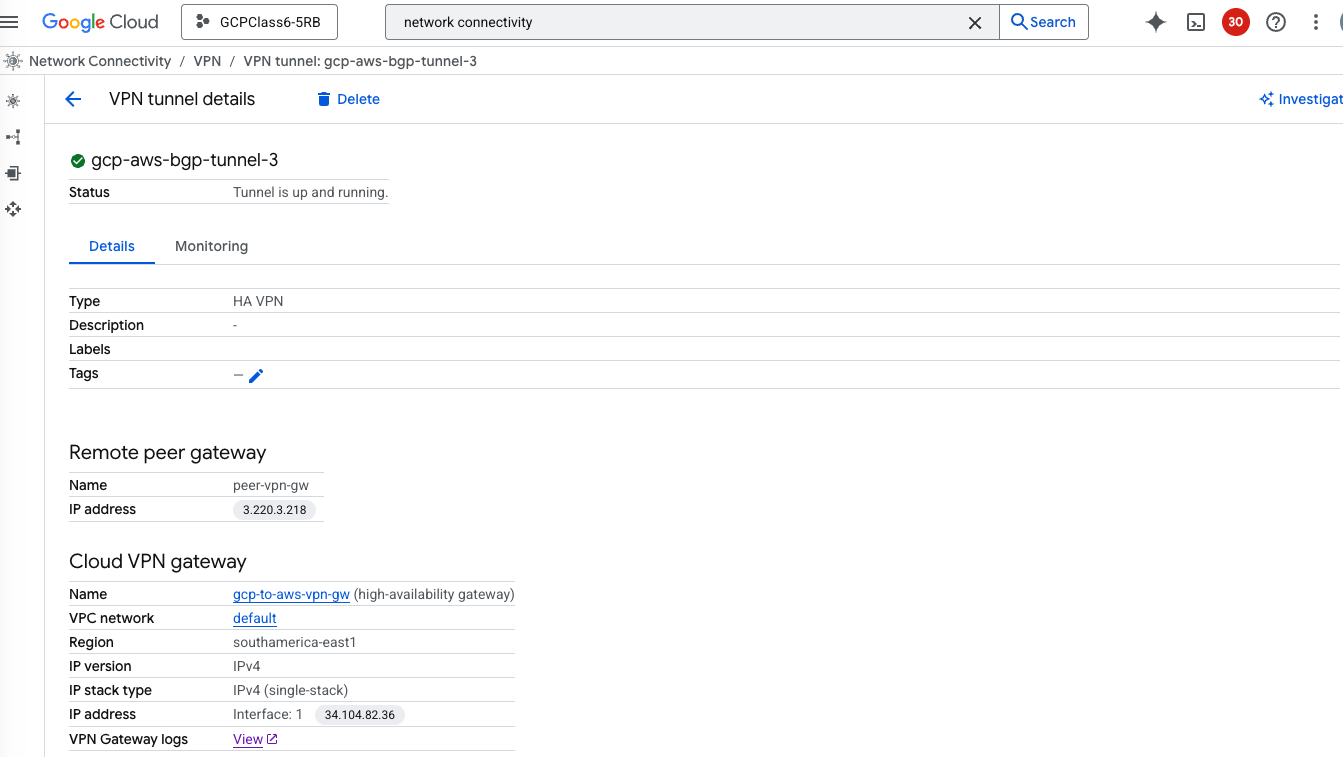 Google Cloud
GCPClass6-5RB
network connectivity
Search
30
Network Connectivity / VPN / VPN tunnel: gcp-aws-bgp-tunnel-3
VPN tunnel details
Delete
Investigat
gcp-aws-bgp-tunnel-3
Status Tunnel is up and running.
Details Monitoring
Type HA VPN
Description -
Labels
Tags —
Remote peer gateway
Name peer-vpn-gw
IP address 3.220.3.218
Cloud VPN gateway
Name gcp-to-aws-vpn-gw (high-availability gateway)
VPC network default
Region southamerica-east1
IP version IPv4
IP stack type IPv4 (single-stack)
IP address Interface: 1 34.104.82.36
VPN Gateway logs View